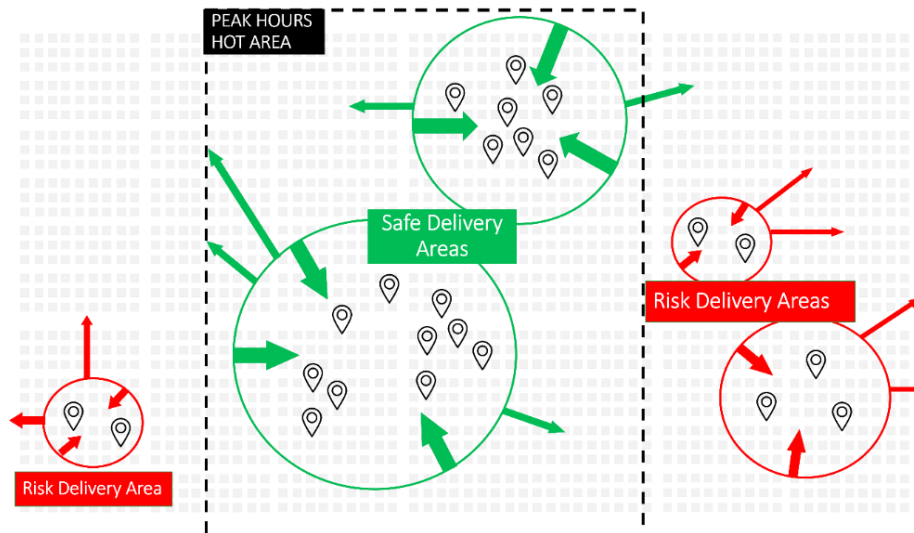 PEAK HOURS
HOT AREA
Safe Delivery
Areas
Risk Delivery Areas
Risk Delivery Area